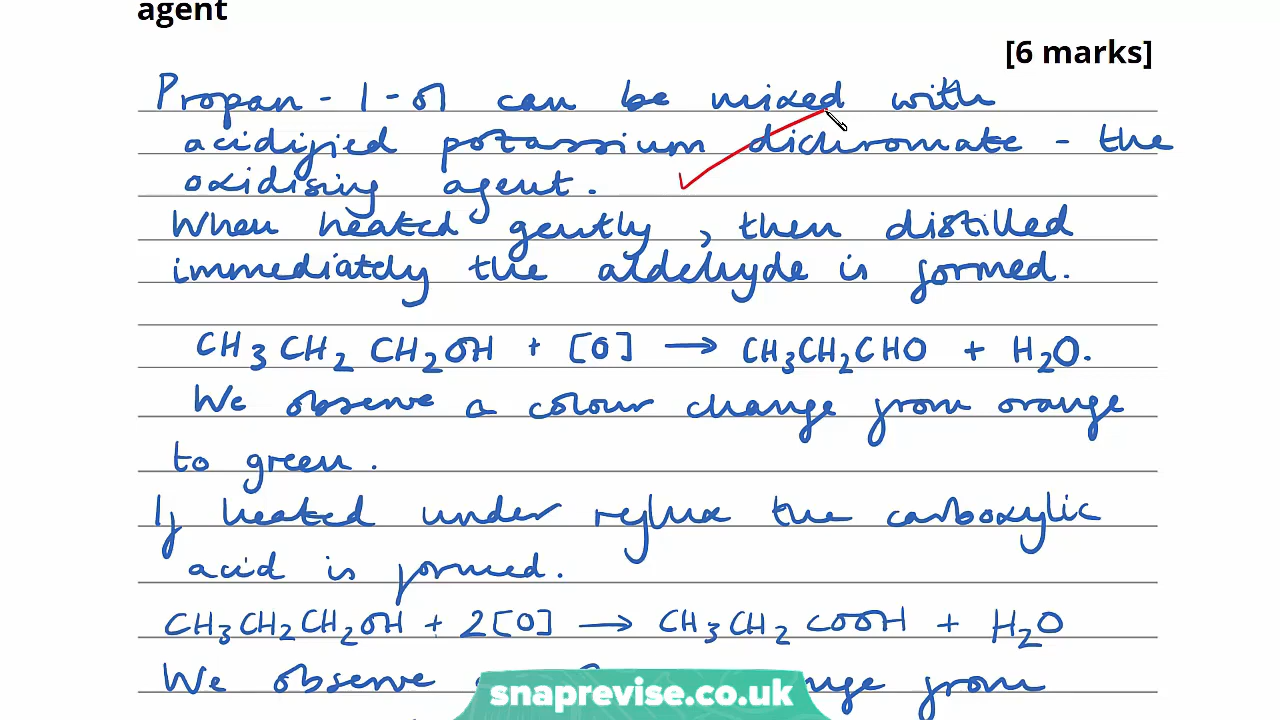 agent
[6 marks]
Propan-1-ol can be mixed with
acidified potassium dichromate - the
oxidising agent.
When heated gently, then distilled
immediately the aldehyde is formed.
CH₃CH₂CH₂OH + [O] → CH₃CH₂CHO + H₂O.
We observe a colour change from orange
to green.
If heated under reflux the carboxylic
acid is formed.
CH₃CH₂CH₂OH + 2[O] → CH₃CH₂COOH + H₂O
We observe from
snaprevise.co.uk